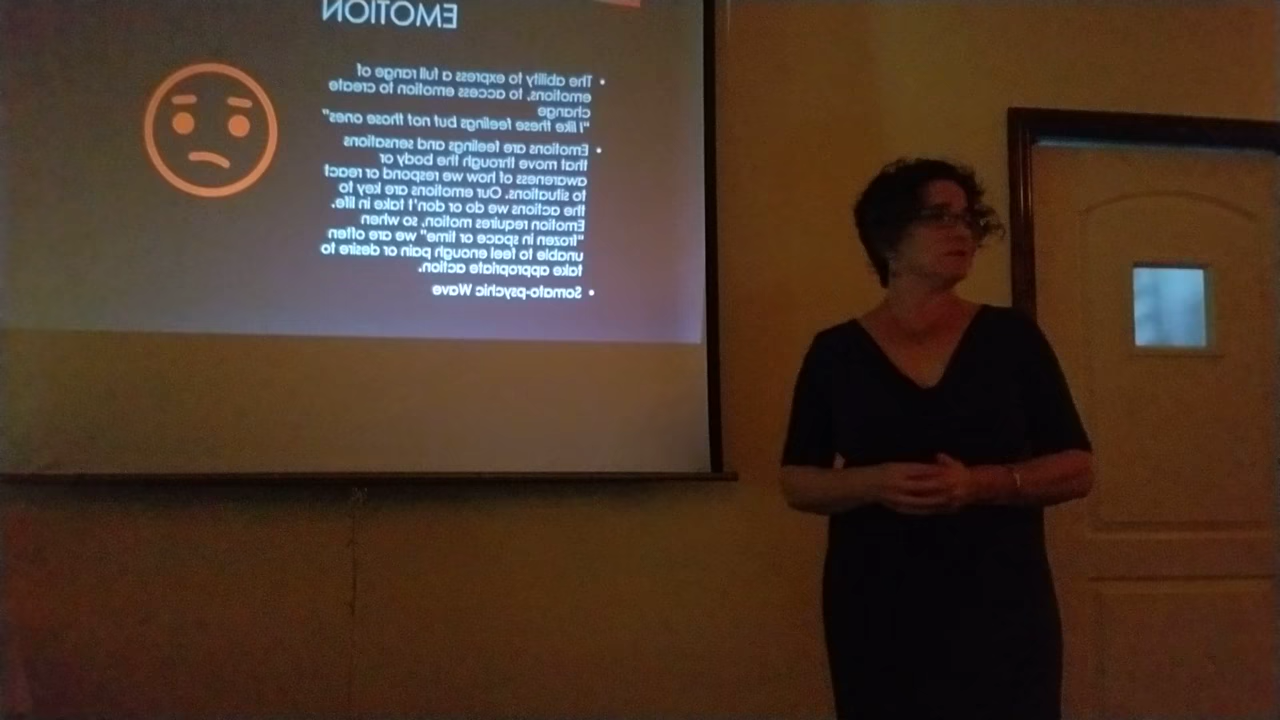 EMOTION
• The ability to express a full range of
emotions, to access emotion to create
change
"I like these feelings but not those ones"
• Emotions are feelings and sensations
that move through the body or
awareness of how we respond or react
to situations. Our emotions are key to
the actions we do or don't take in life.
Emotion requires motion, so when
"frozen in space or time" we are often
unable to feel enough pain or desire to
take appropriate action.
• Somato-psychic Wave